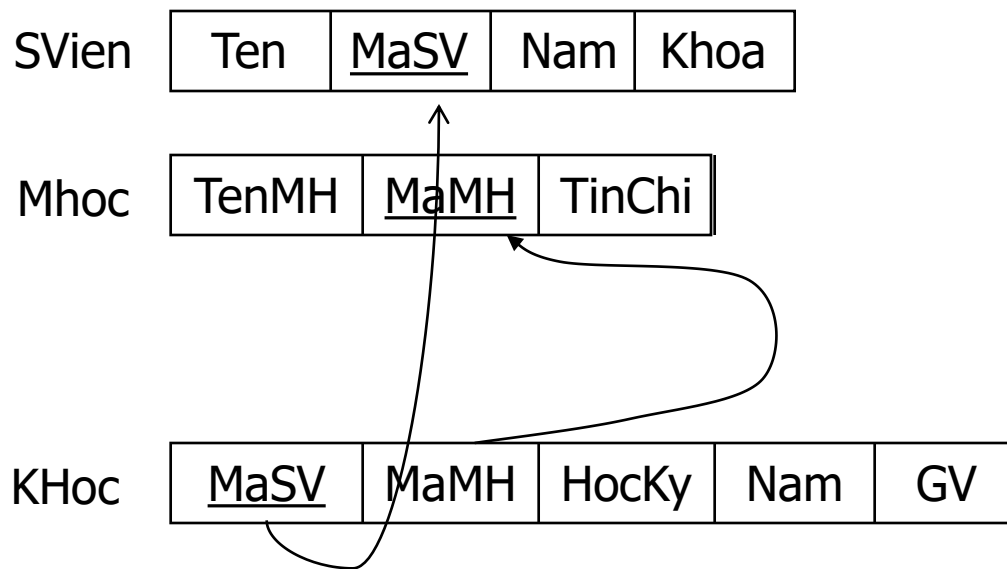 SVien Ten MaSV Nam Khoa
Mhoc TenMH MaMH TinChi
KHoc MaSV MaMH HocKy Nam GV